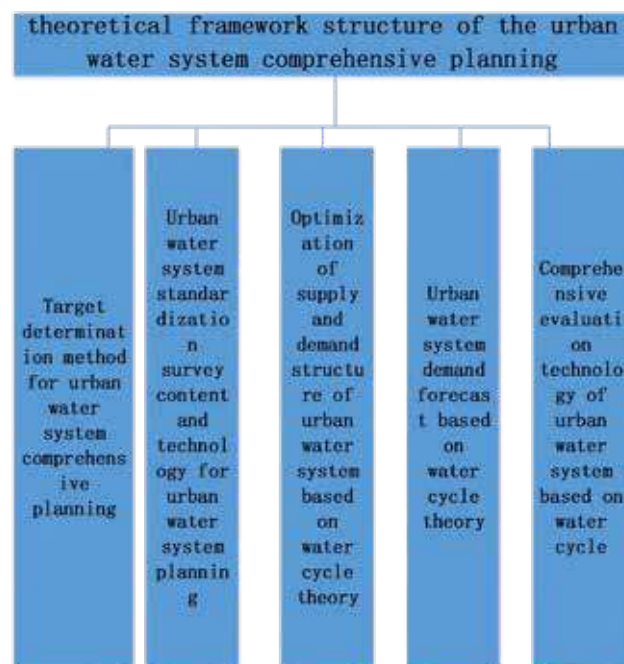 theoretical framework structure of the urban
water system comprehensive planning
Target
determinat
ion method
for urban
water
system
comprehens
ive
planning
Urban
water
system
standar
dizatio
n
survey
content
and
technol
ogy for
urban
water
system
plannin
g
Optimiz
ation
of
supply
and
demand
structu
re of
urban
water
system
based
on
water
cycle
theory
Urban
water
system
demand
forecas
t based
on
water
cycle
theory
Comprehe
nsive
evaluati
on
technolo
gy of
urban
water
system
based on
water
cycle